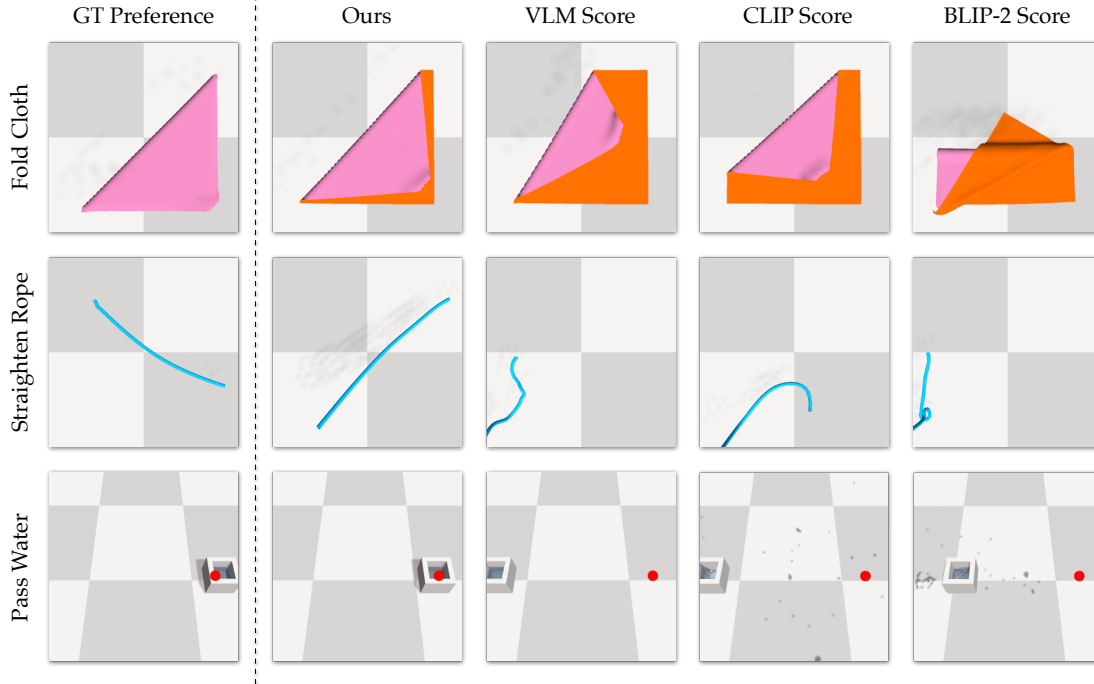 GT Preference
Ours
VLM Score
CLIP Score
BLIP-2 Score
Fold Cloth
Straighten Rope
Pass Water